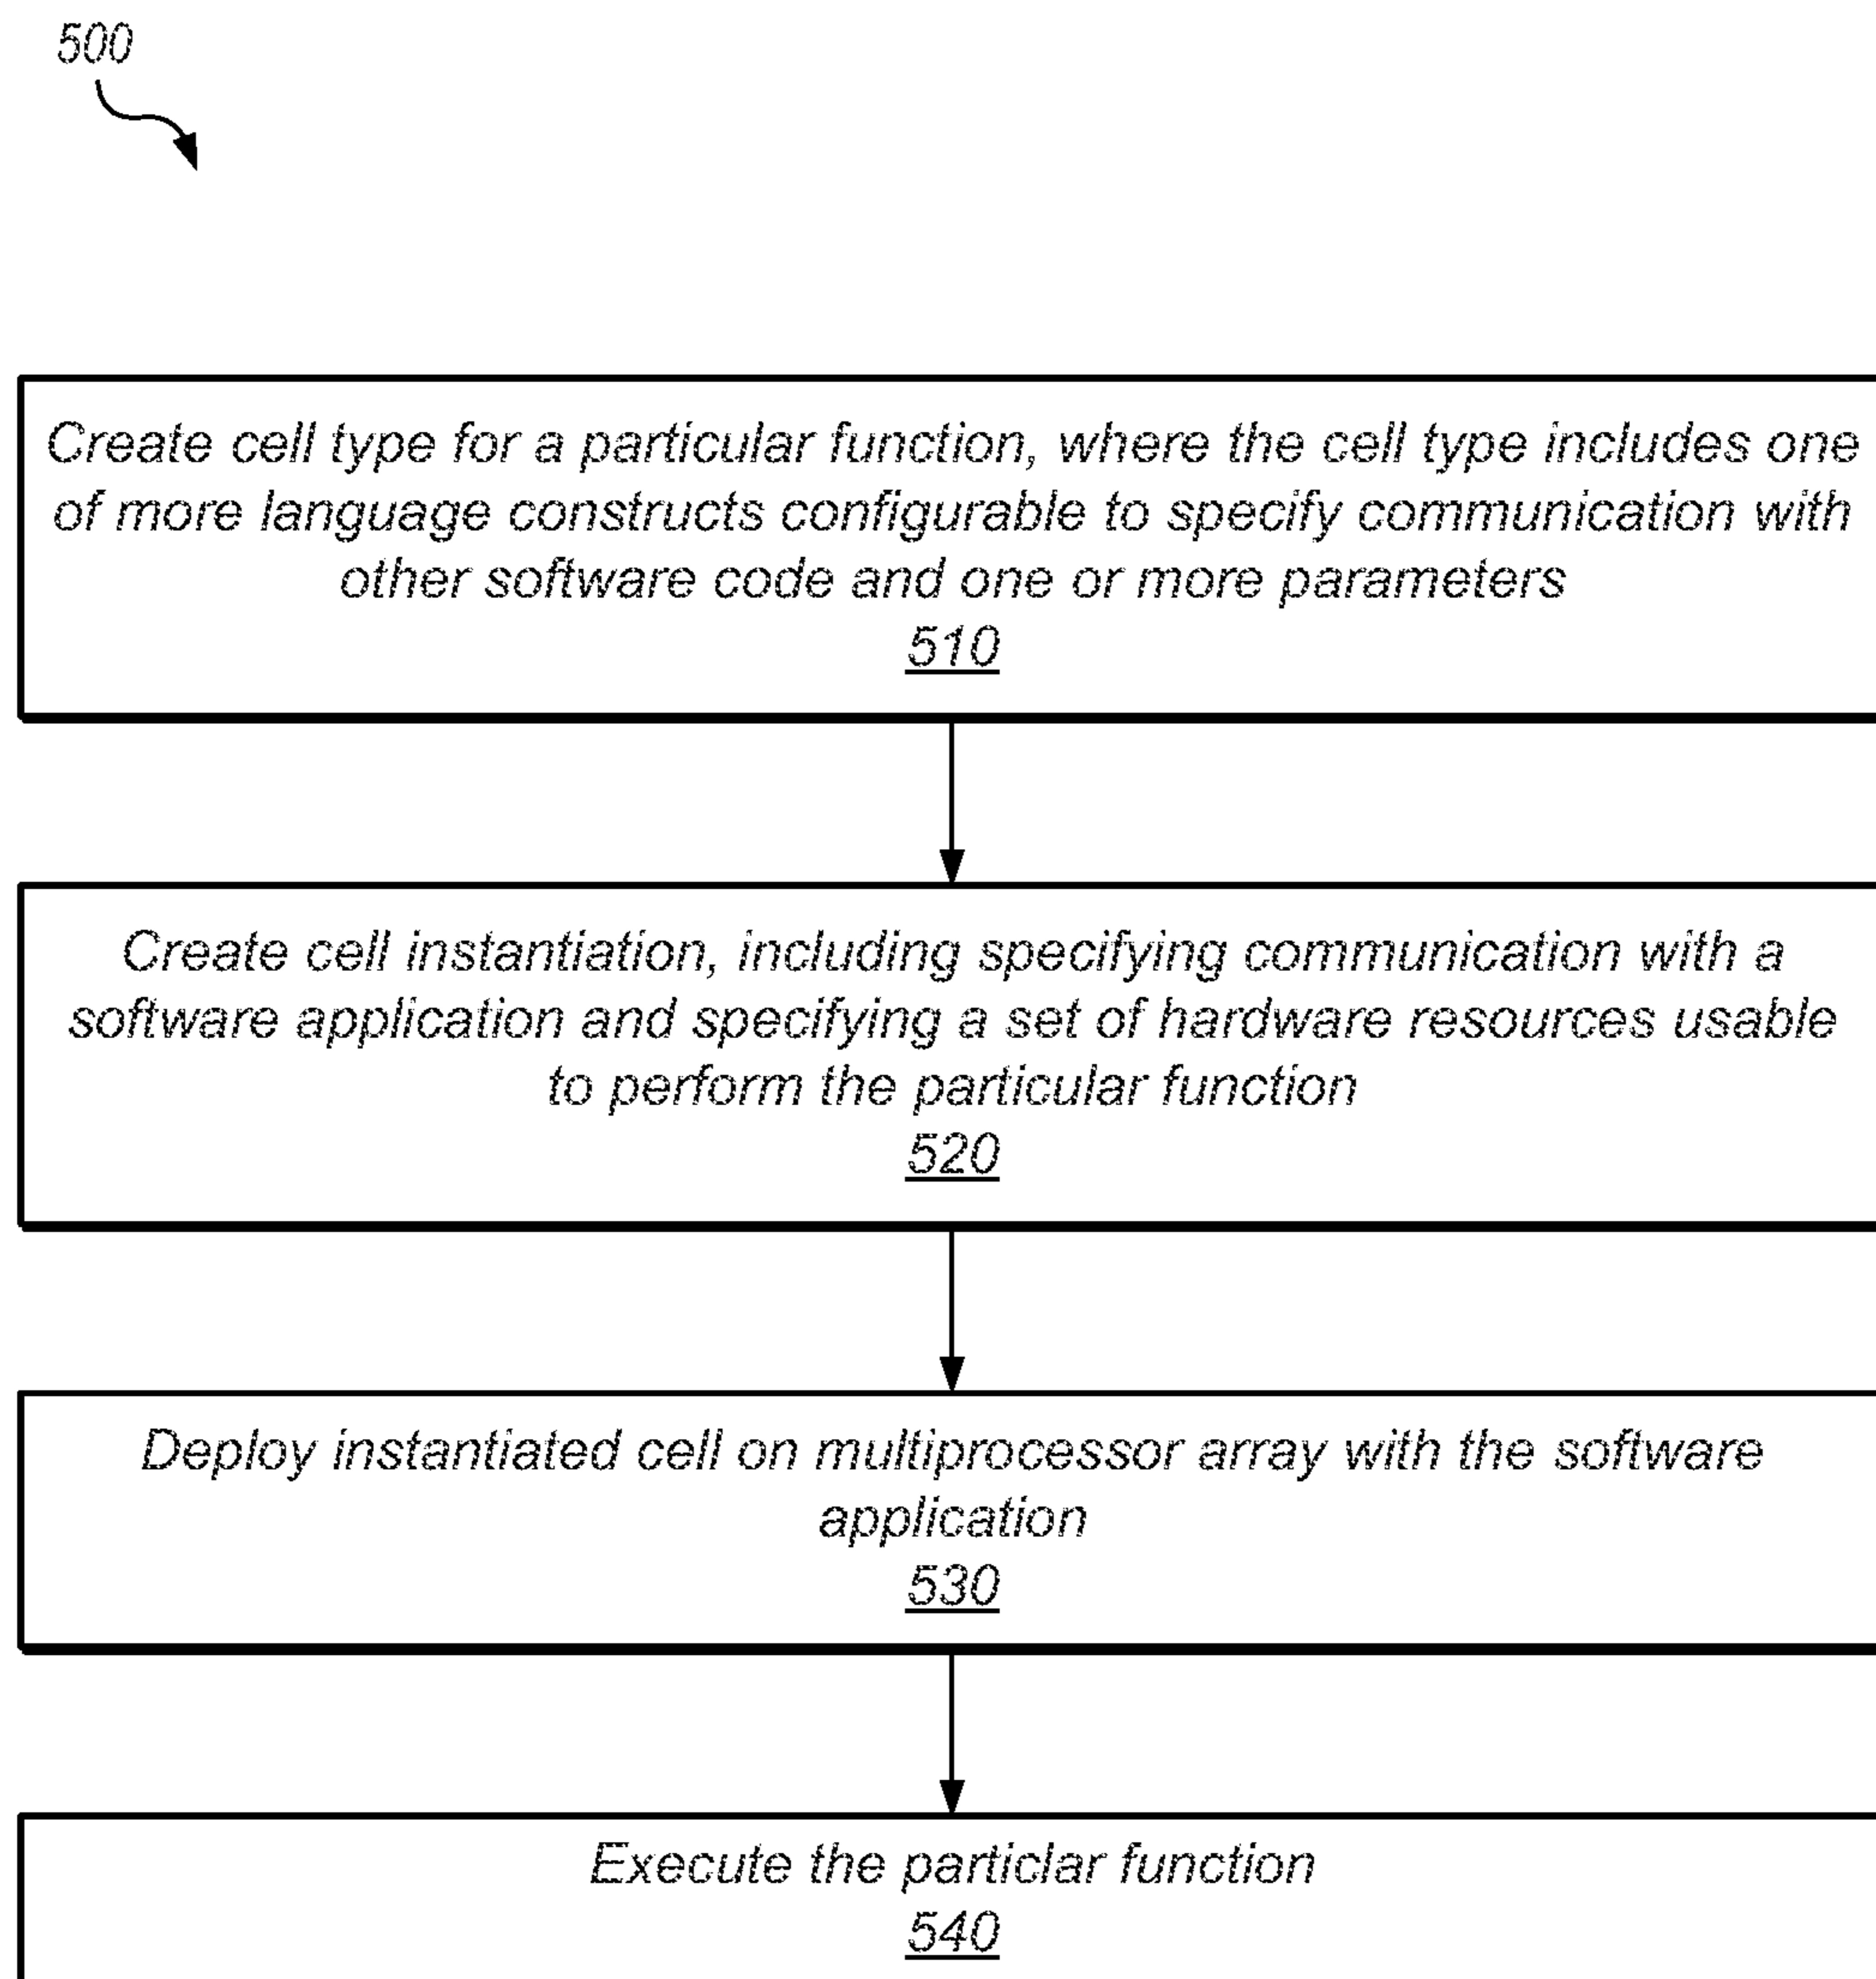 500
Create cell type for a particular function, where the cell type includes one
of more language constructs configurable to specify communication with
other software code and one or more parameters
510
Create cell instantiation, including specifying communication with a
software application and specifying a set of hardware resources usable
to perform the particular function
520
Deploy instantiated cell on multiprocessor array with the software
application
530
Execute the particlar function
540